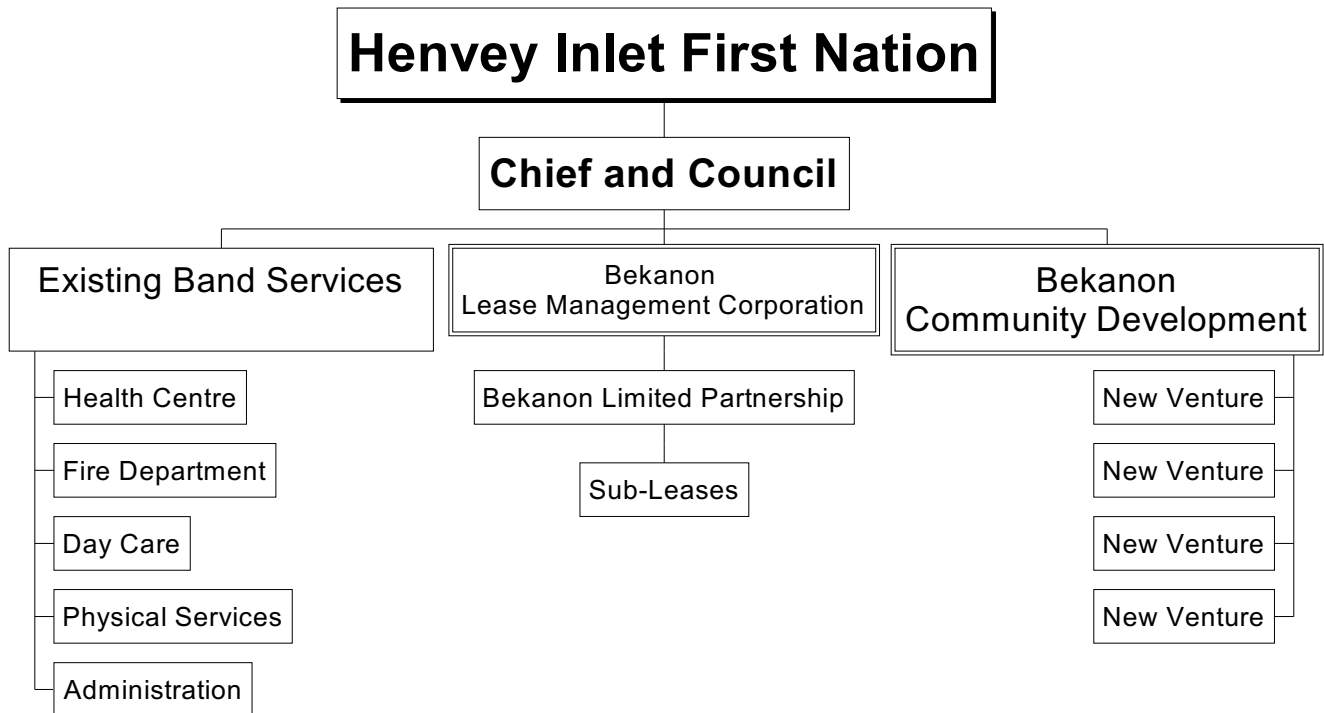 Henvey Inlet First Nation
Chief and Council
Existing Band Services
Health Centre
Fire Department
Day Care
Physical Services
Administration
Bekanon
Lease Management Corporation
Bekanon Limited Partnership
Sub-Leases
Bekanon
Community Development
New Venture
New Venture
New Venture
New Venture